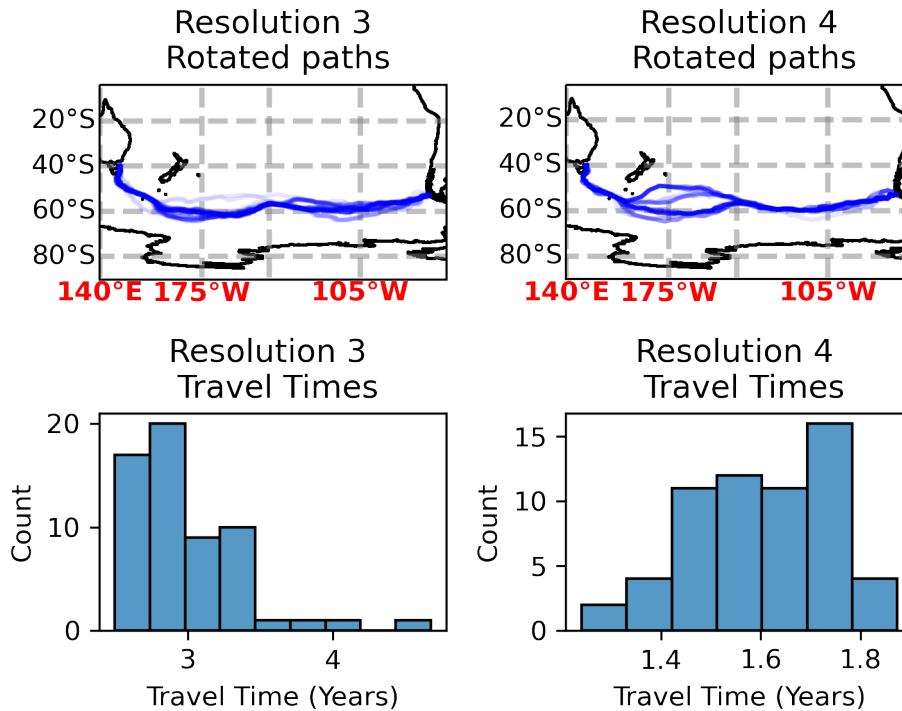 Resolution 3
Rotated paths
20°S
40°S
60°S
80°S
140°E 175°W 105°W
Resolution 4
Rotated paths
20°S
40°S
60°S
80°S
140°E 175°W 105°W
Resolution 3
Travel Times
Count
20
10
0
3 4
Travel Time (Years)
Resolution 4
Travel Times
Count
15
10
5
0
1.4 1.6 1.8
Travel Time (Years)